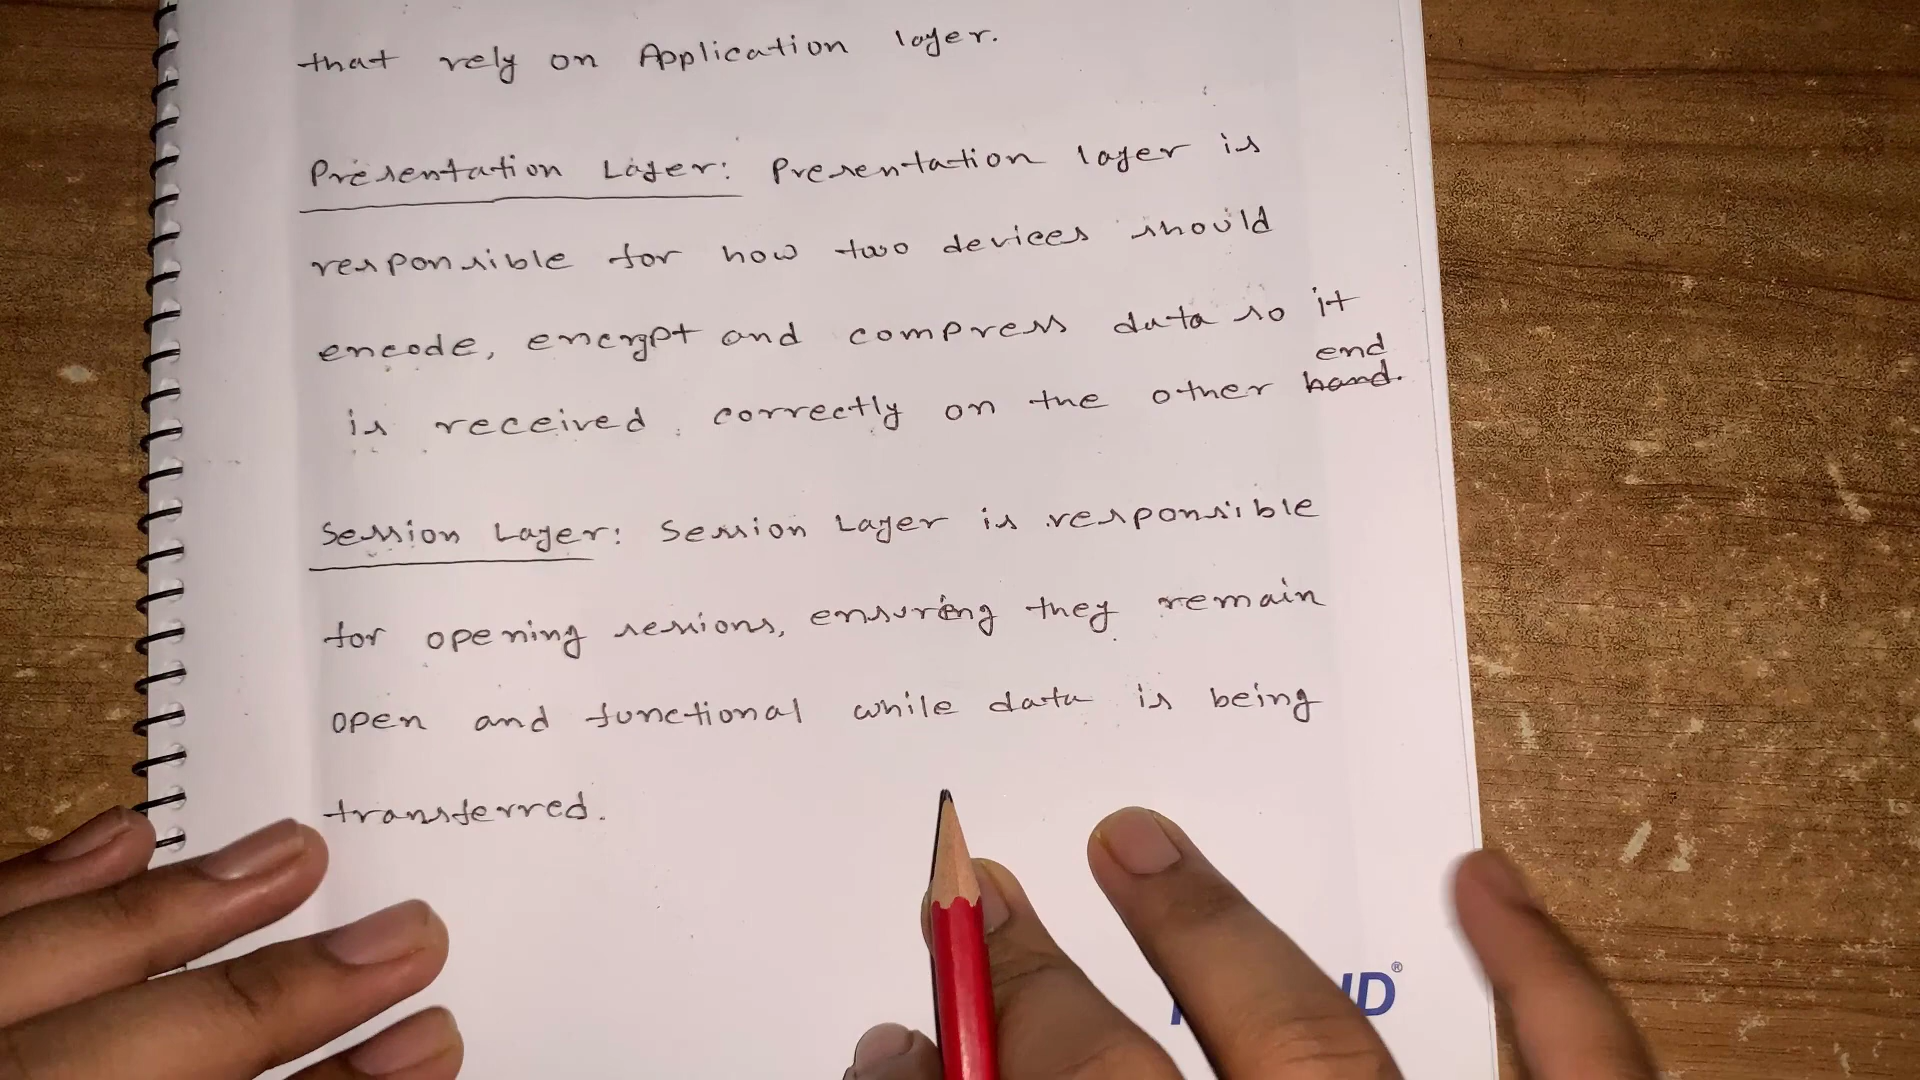 that rely on Application layer.
Presentation Layer: Presentation layer is
responsible for how two devices should
encode, encrypt and compress data so it
end
is received correctly on the other hand.
Session Layer: Session Layer is responsible
for opening sessions, ensuring they remain
open and functional while data is being
transferred.